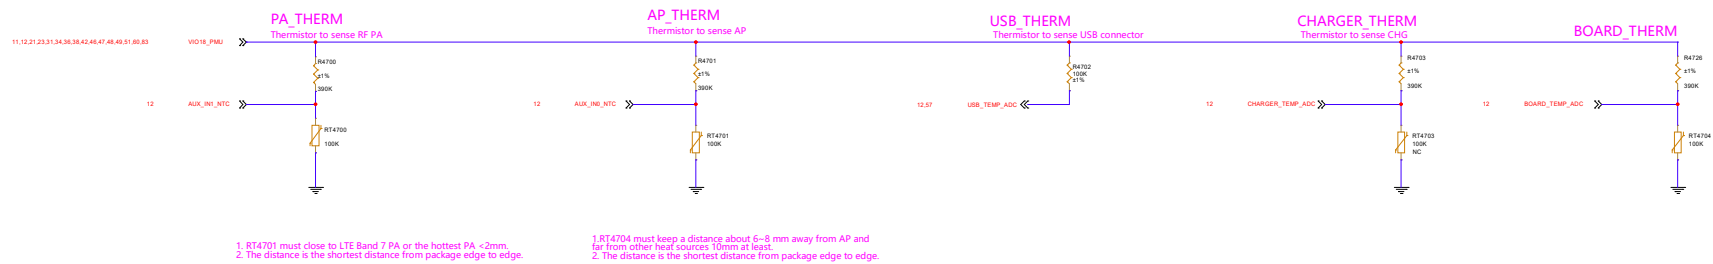 PA_THERM
Thermistor to sense RF PA
AP_THERM
Thermistor to sense AP
USB_THERM
Thermistor to sense USB connector
CHARGER_THERM
Thermistor to sense CHG
BOARD_THERM
11,12,21,23,31,34,36,38,42,46,47,48,49,51,60,83
VIO18_PMU
R4700
±1%
390K
R4701
±1%
390K
R4702
100K
±1%
R4703
±1%
390K
R4726
±1%
390K
12
AUX_IN1_NTC
12
AUX_IN0_NTC
12,57
USB_TEMP_ADC
12
CHARGER_TEMP_ADC
12
BOARD_TEMP_ADC
RT4700
100K
RT4701
100K
RT4703
100K
NC
RT4704
100K
1. RT4701 must close to LTE Band 7 PA or the hottest PA <2mm.
2. The distance is the shortest distance from package edge to edge.
1.RT4704 must keep a distance about 6~8 mm away from AP and
far from other heat sources 10mm at least.
2. The distance is the shortest distance from package edge to edge.